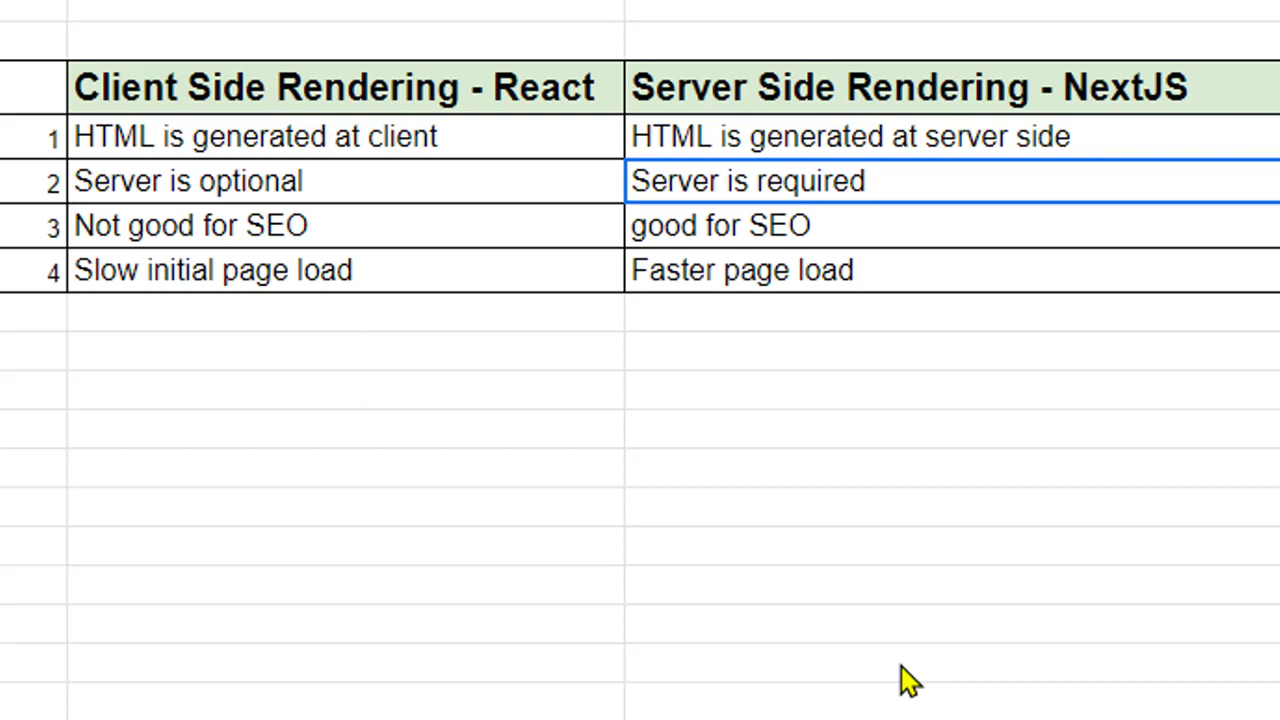 Client Side Rendering - React Server Side Rendering - NextJS
1 HTML is generated at client HTML is generated at server side
2 Server is optional Server is required
3 Not good for SEO good for SEO
4 Slow initial page load Faster page load